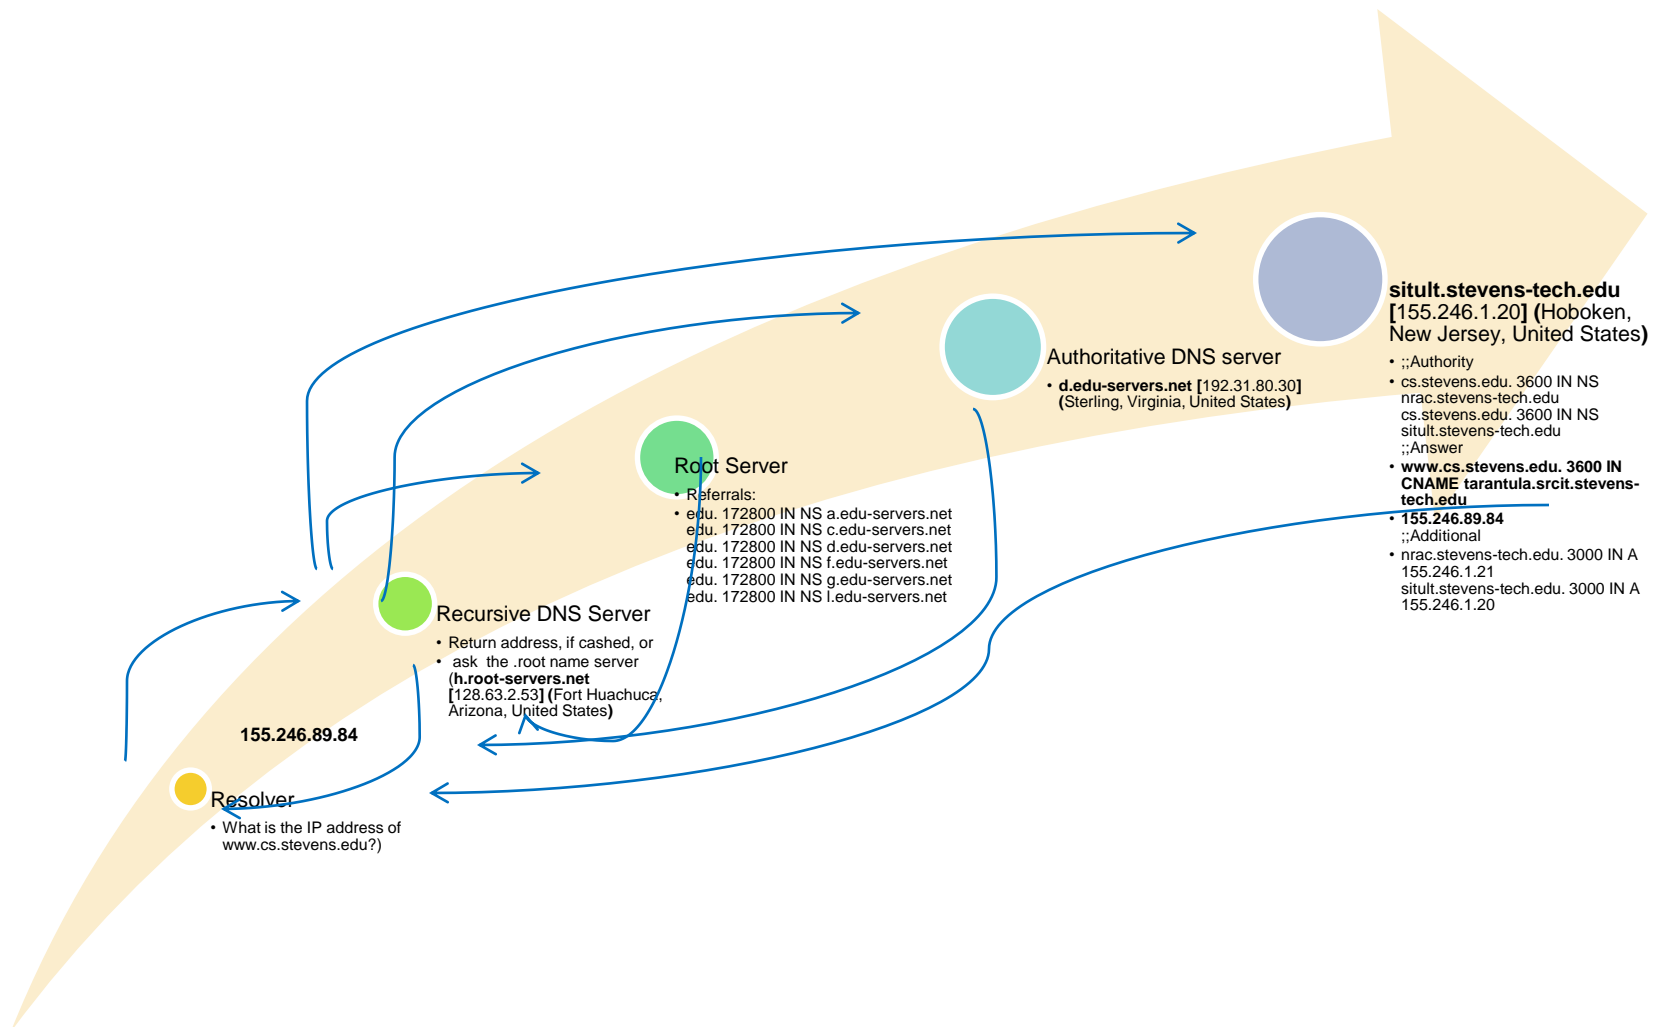 sitult.stevens-tech.edu
[155.246.1.20] (Hoboken,
New Jersey, United States)
• ;;Authority
• cs.stevens.edu. 3600 IN NS
nrac.stevens-tech.edu
cs.stevens.edu. 3600 IN NS
sitult.stevens-tech.edu
;;Answer
• www.cs.stevens.edu. 3600 IN
CNAME tarantula.srcit.stevens-
tech.edu
• 155.246.89.84
;;Additional
• nrac.stevens-tech.edu. 3000 IN A
155.246.1.21
sitult.stevens-tech.edu. 3000 IN A
155.246.1.20
Authoritative DNS server
• d.edu-servers.net [192.31.80.30]
(Sterling, Virginia, United States)
Root Server
• Referrals:
• edu. 172800 IN NS a.edu-servers.net
edu. 172800 IN NS c.edu-servers.net
edu. 172800 IN NS d.edu-servers.net
edu. 172800 IN NS f.edu-servers.net
edu. 172800 IN NS g.edu-servers.net
edu. 172800 IN NS l.edu-servers.net
Recursive DNS Server
• Return address, if cashed, or
• ask the .root name server
(h.root-servers.net
[128.63.2.53] (Fort Huachuca,
Arizona, United States)
155.246.89.84
Resolver
• What is the IP address of
www.cs.stevens.edu?)